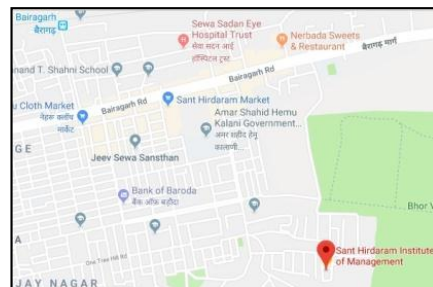 Bairagarh
बैरागढ़
Sewa Sadan Eye
Hospital Trust
सेवा सदन आई
हॉस्पिटल ट्रस्ट
Nerbada Sweets
& Restaurant
बैरागढ़ मार्ग
nand T. Shahni School
Bairagarh Rd
u Cloth Market
नेहरू क्लॉथ
मार्केट
Bairagarh Rd
Sant Hirdaram Market
Amar Shahid Hemu
Kalani Government...
अमर शहीद हेमू
कालाणी...
GE
Jeev Sewa Sansthan
Bank of Baroda
बैंक ऑफ़ बड़ौदा
Bhor V
A
One Tree Hill Rd
Sant Hirdaram Institute
of Management
JAY NAGAR